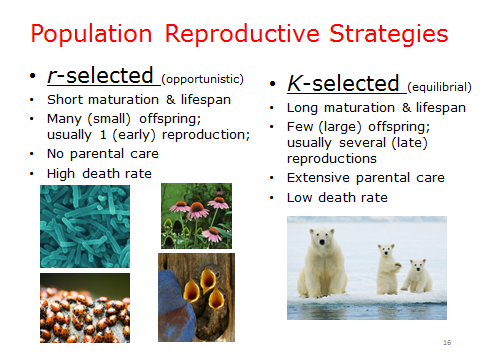 Population Reproductive Strategies
• r-selected (opportunistic)
• Short maturation & lifespan
• Many (small) offspring;
usually 1 (early) reproduction;
• No parental care
• High death rate
• K-selected (equilibrial)
• Long maturation & lifespan
• Few (large) offspring;
usually several (late)
reproductions
• Extensive parental care
• Low death rate
16